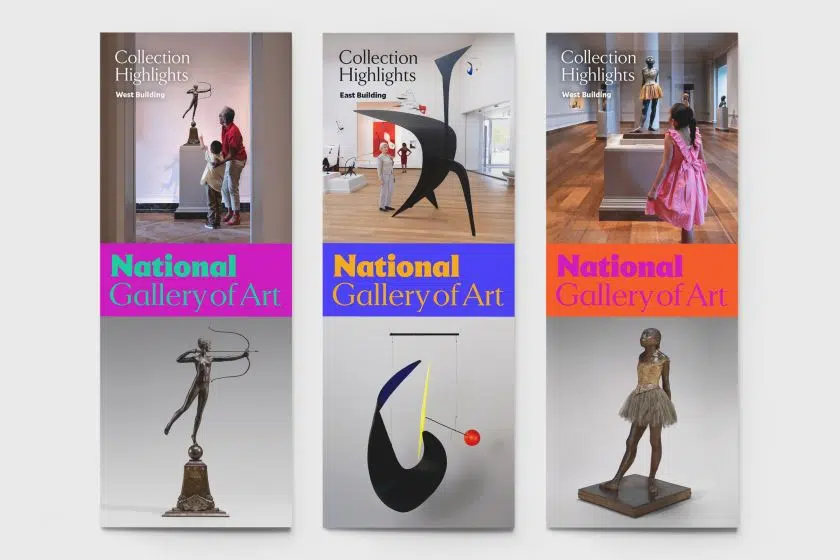 Collection
Highlights
West Building
National
Gallery of Art
Collection
Highlights
East Building
National
Gallery of Art
Collection
Highlights
West Building
National
Gallery of Art